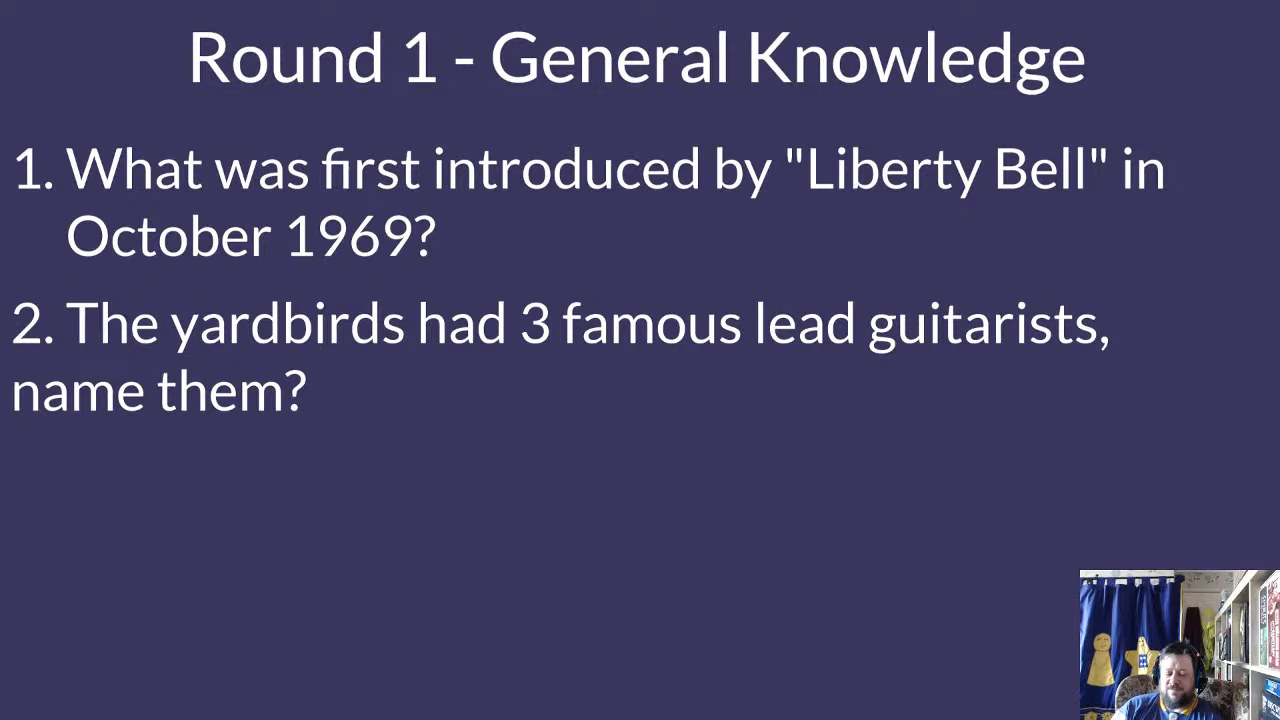 Round 1 - General Knowledge
1. What was first introduced by "Liberty Bell" in
October 1969?
2. The yardbirds had 3 famous lead guitarists,
name them?